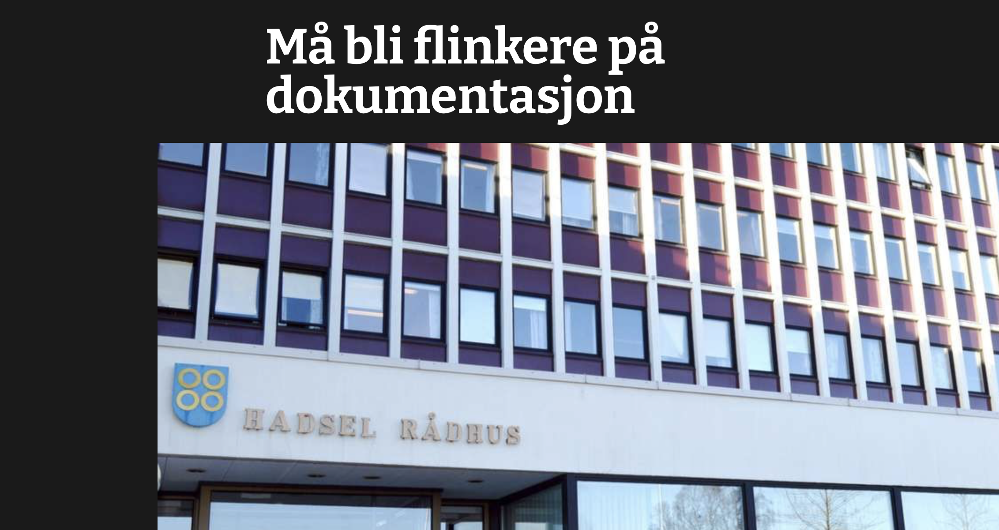 Må bli flinkere på
dokumentasjon
HADSEL RÅDHUS